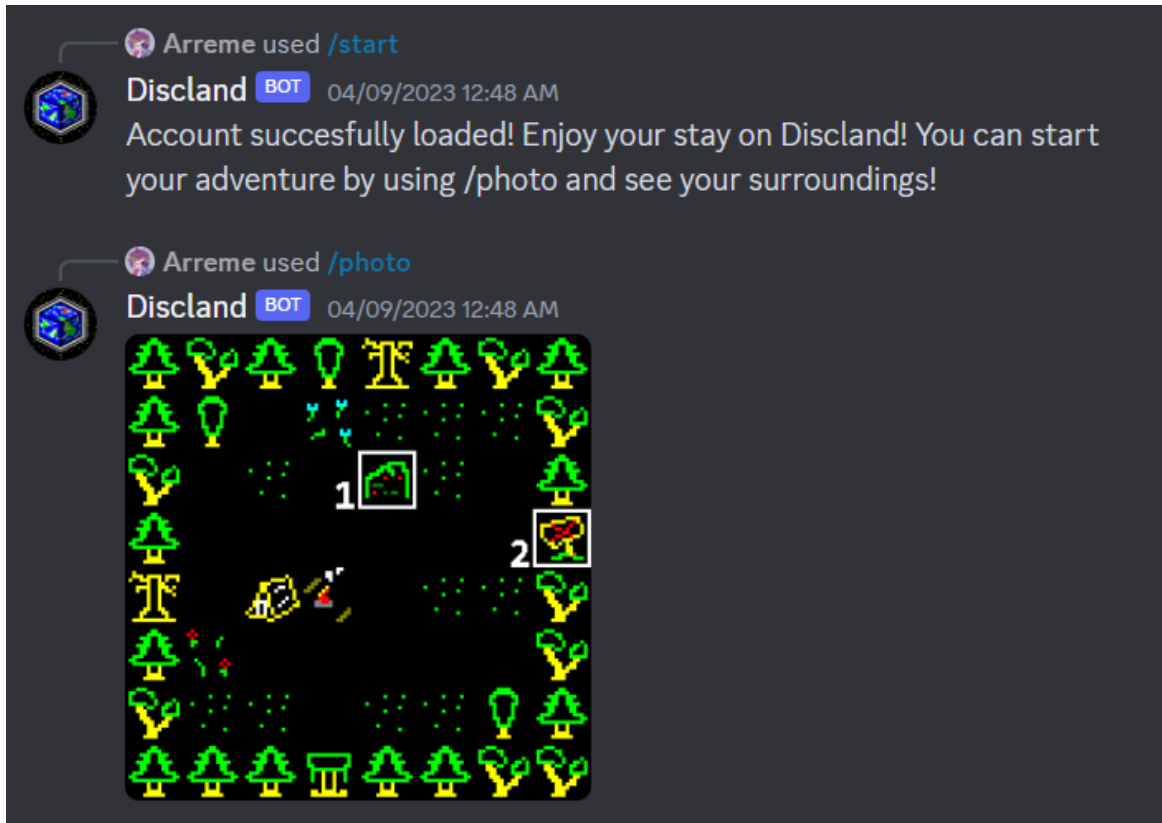 Arreme used /start
Discland BOT 04/09/2023 12:48 AM
Account succesfully loaded! Enjoy your stay on Discland! You can start
your adventure by using /photo and see your surroundings!
Arreme used /photo
Discland BOT 04/09/2023 12:48 AM
1
2